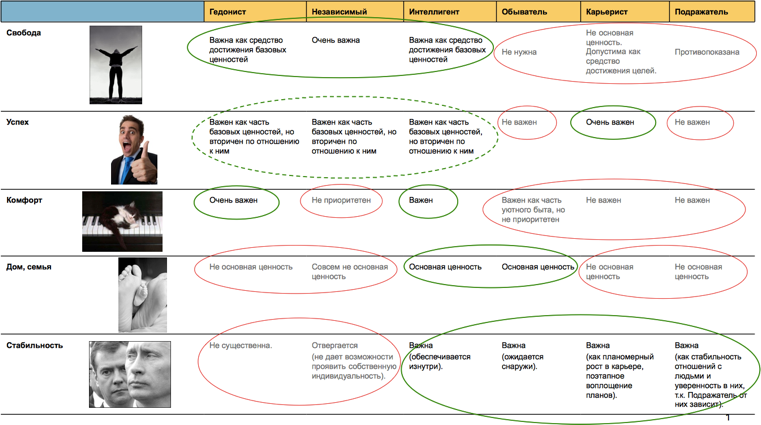 Гедонист Независимый Интеллигент Обыватель Карьерист Подражатель
Свобода
Важна как средство
достижения базовых
ценностей
Очень важна
Важна как средство
достижения базовых
ценностей
Не нужна
Не основная
ценность.
Допустима как
средство
достижения целей.
Противопоказана
Успех
Важен как часть
базовых ценностей, но
вторичен по отношению
к ним
Важен как часть
базовых ценностей, но
вторичен по
отношению к ним
Важен как часть
базовых ценностей,
но вторичен по
отношению к ним
Не важен
Очень важен
Не важен
Комфорт
Очень важен
Не приоритетен
Важен
Важен как часть
уютного быта, но
не приоритетен
Не важен
Не важен
Дом, семья
Не основная ценность
Совсем не основная
ценность
Основная ценность
Основная ценность
Не основная
ценность
Не основная
ценность
Стабильность
Не существенна.
Отвергается
(не дает возможности
проявить собственную
индивидуальность).
Важна
(обеспечивается
изнутри).
Важна
(ожидается
снаружи).
Важна
(как планомерный
рост в карьере,
поэтапное
воплощение
планов).
Важна
(как стабильность
отношений с
людьми и
уверенность в них,
т.к. Подражатель от
них зависит).
1